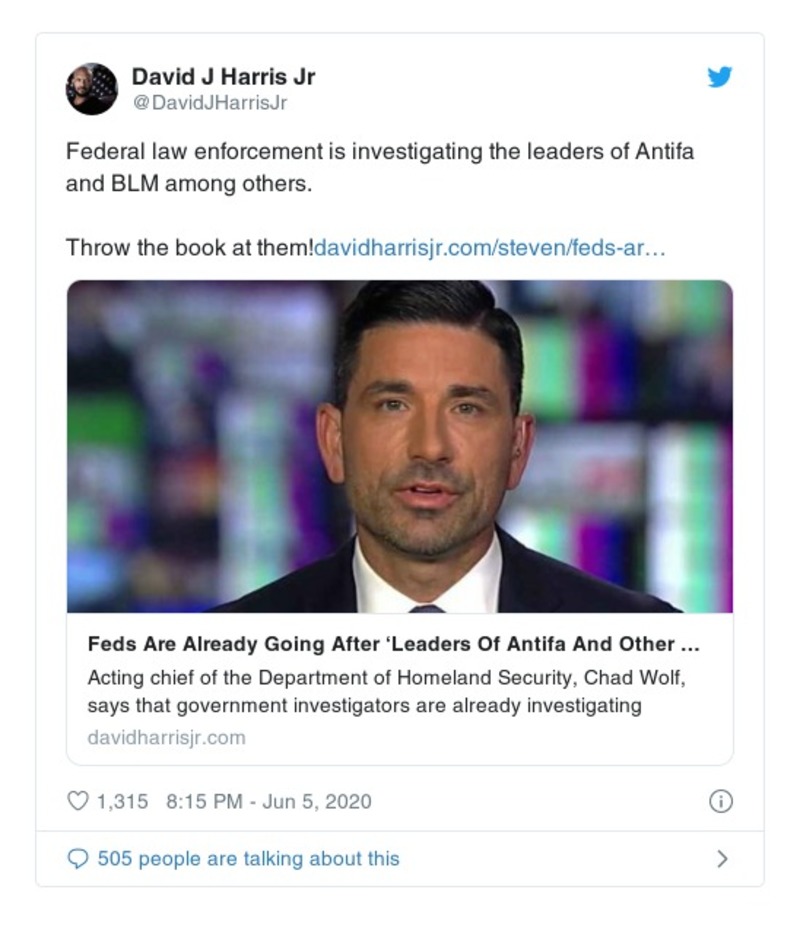 David J Harris Jr
@DavidJHarrisJr
Federal law enforcement is investigating the leaders of Antifa
and BLM among others.
Throw the book at them!davidharrisjr.com/steven/feds-ar…
Feds Are Already Going After ‘Leaders Of Antifa And Other ...
Acting chief of the Department of Homeland Security, Chad Wolf,
says that government investigators are already investigating
davidharrisjr.com
1,315 8:15 PM - Jun 5, 2020
505 people are talking about this